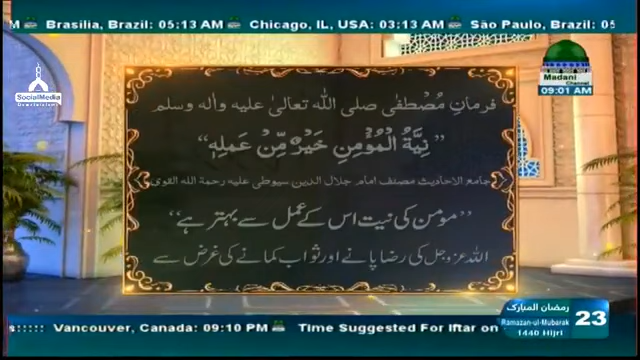 M
Brasilia, Brazil: 05:13 AM
Chicago, IL, USA: 03:13 AM
São Paulo, Brazil: 05
SocialMedia
Dawateislami
Madani
Channel
09:01 AM
فرمانِ مُصْطَفٰی صلی اللہ تعالیٰ علیہ واٰلہ وسلم
”نِیَّۃُ الْمُؤْمِنِ خَیْرٌ مِّنْ عَمَلِہٖ“
جامع الاحادیث مصنف امام جلال الدین سیوطی علیہ رحمۃ اللہ القوی
”مومن کی نیت اس کے عمل سے بہتر ہے“
اللہ عزوجل کی رضا پانے اور ثواب کمانے کی غرض سے
رمضان المبارک
Ramazan-ul-Mubarak
1440 Hijri
23
Vancouver, Canada: 09:10 PM
Time Suggested For Iftar on